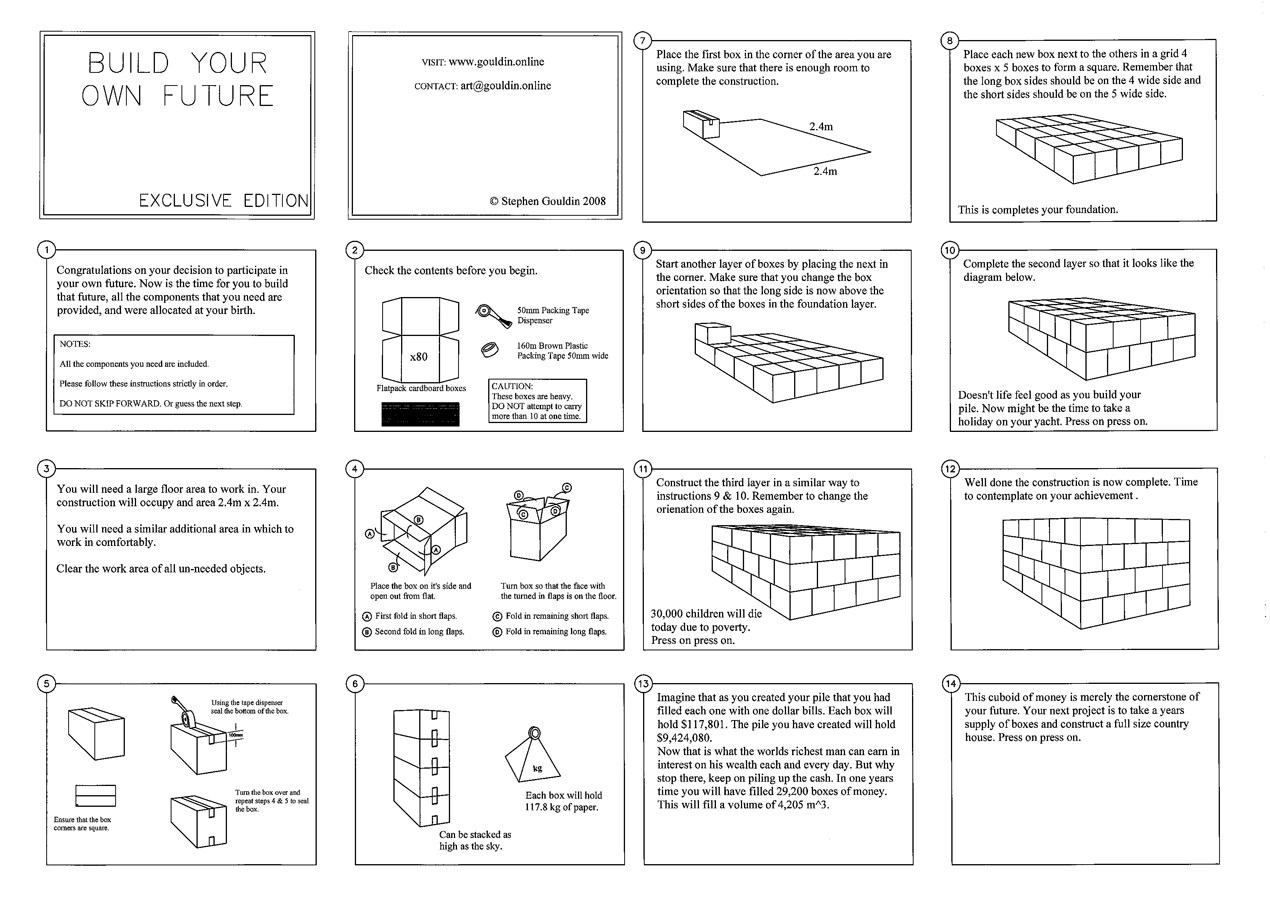 BUILD YOUR
OWN FUTURE
EXCLUSIVE EDITION
VISIT: www.gouldin.online
CONTACT: art@gouldin.online
© Stephen Gouldin 2008
1
Congratulations on your decision to participate in
your own future. Now is the time for you to build
that future, all the components that you need are
provided, and were allocated at your birth.
NOTES:
All the components you need are included.
Please follow these instructions strictly in order.
DO NOT SKIP FORWARD. Or guess the next step.
2
Check the contents before you begin.
x80
Flatpack cardboard boxes
50mm Packing Tape
Dispenser
160m Brown Plastic
Packing Tape 50mm wide
CAUTION:
These boxes are heavy.
DO NOT attempt to carry
more than 10 at one time.
3
You will need a large floor area to work in. Your
construction will occupy and area 2.4m x 2.4m.
You will need a similar additional area in which to
work in comfortably.
Clear the work area of all un-needed objects.
4
A
B
A
B
D
C
C
D
Place the box on it's side and
open out from flat.
A First fold in short flaps.
B Second fold in long flaps.
Turn box so that the face with
the turned in flaps is on the floor.
C Fold in remaining short flaps.
D Fold in remaining long flaps.
5
Using the tape dispenser
seal the bottom of the box.
100mm
Ensure that the box
corners are square.
Turn the box over and
repeat steps 4 & 5 to seal
the box.
6
kg
Each box will hold
117.8 kg of paper.
Can be stacked as
high as the sky.
7
Place the first box in the corner of the area you are
using. Make sure that there is enough room to
complete the construction.
2.4m
2.4m
8
Place each new box next to the others in a grid 4
boxes x 5 boxes to form a square. Remember that
the long box sides should be on the 4 wide side and
the short sides should be on the 5 wide side.
This is completes your foundation.
9
Start another layer of boxes by placing the next in
the corner. Make sure that you change the box
orientation so that the long side is now above the
short sides of the boxes in the foundation layer.
10
Complete the second layer so that it looks like the
diagram below.
Doesn't life feel good as you build your
pile. Now might be the time to take a
holiday on your yacht. Press on press on.
11
Construct the third layer in a similar way to
instructions 9 & 10. Remember to change the
orienation of the boxes again.
30,000 children will die
today due to poverty.
Press on press on.
12
Well done the construction is now complete. Time
to contemplate on your achievement .
13
Imagine that as you created your pile that you had
filled each one with one dollar bills. Each box will
hold $117,801. The pile you have created will hold
$9,424,080.
Now that is what the worlds richest man can earn in
interest on his wealth each and every day. But why
stop there, keep on piling up the cash. In one years
time you will have filled 29,200 boxes of money.
This will fill a volume of 4,205 m^3.
14
This cuboid of money is merely the cornerstone of
your future. Your next project is to take a years
supply of boxes and construct a full size country
house. Press on press on.